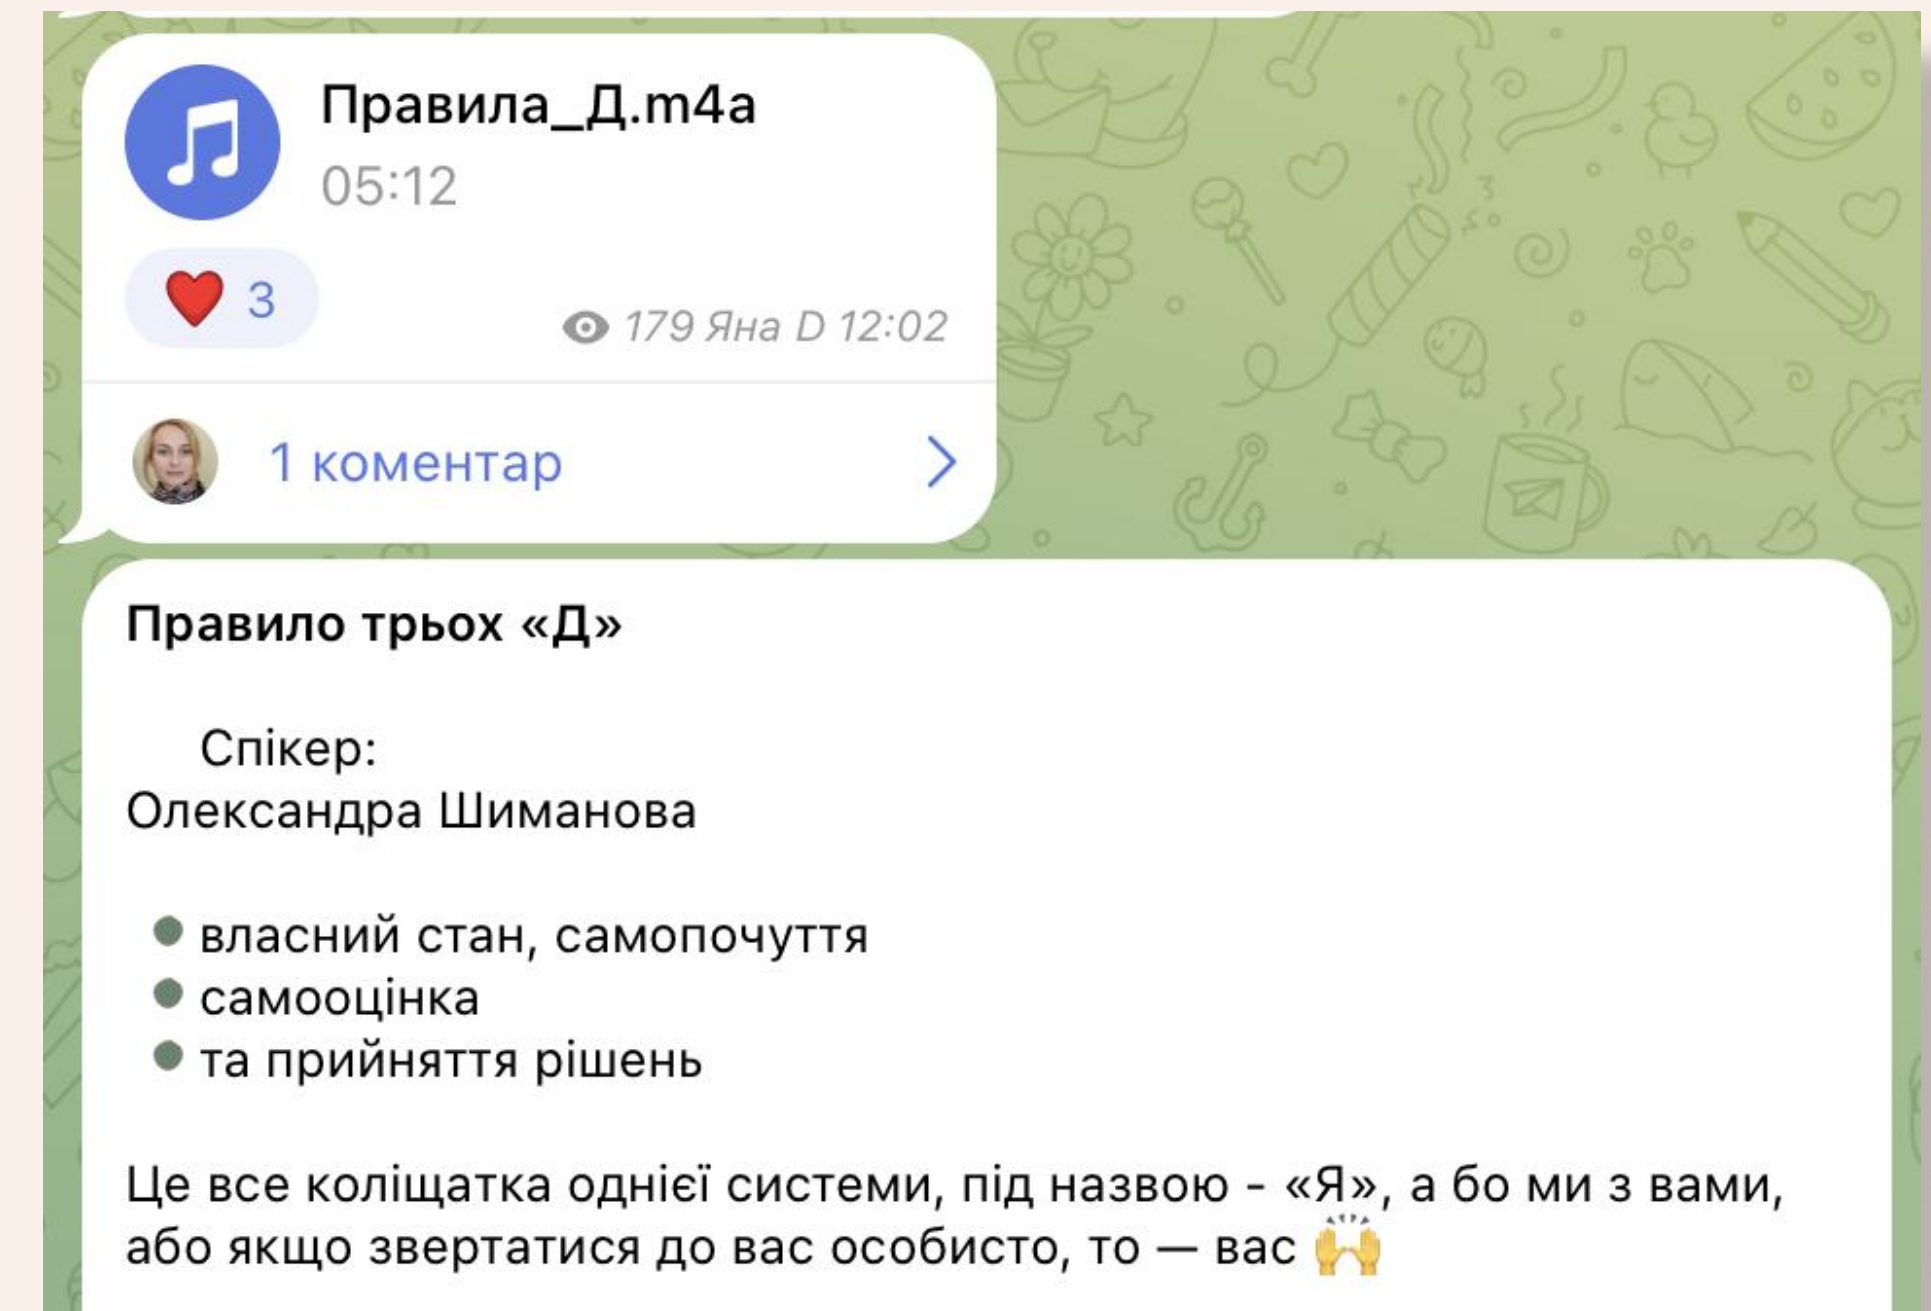 Правила_Д.m4a
05:12
❤️ 3
179 Яна D 12:02
1 коментар
Правило трьох «Д»
Спікер:
Олександра Шиманова
власний стан, самопочуття
самооцінка
та прийняття рішень
Це все коліщатка однієї системи, під назвою - «Я», а бо ми з вами,
або якщо звертатися до вас особисто, то — вас 🙌